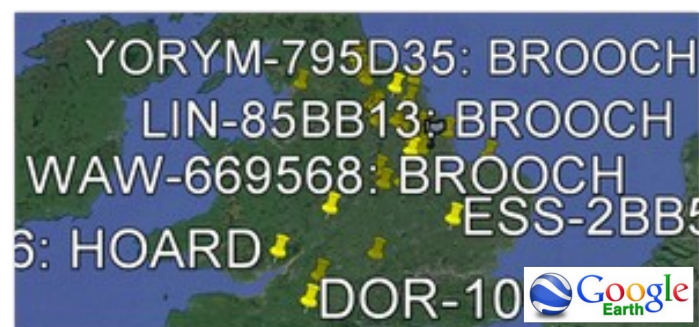 YORYM-795D35: BROOCH
LIN-85BB13: BROOCH
WAW-669568: BROOCH
ESS-2BB5
6: HOARD
DOR-10
Google
Earth